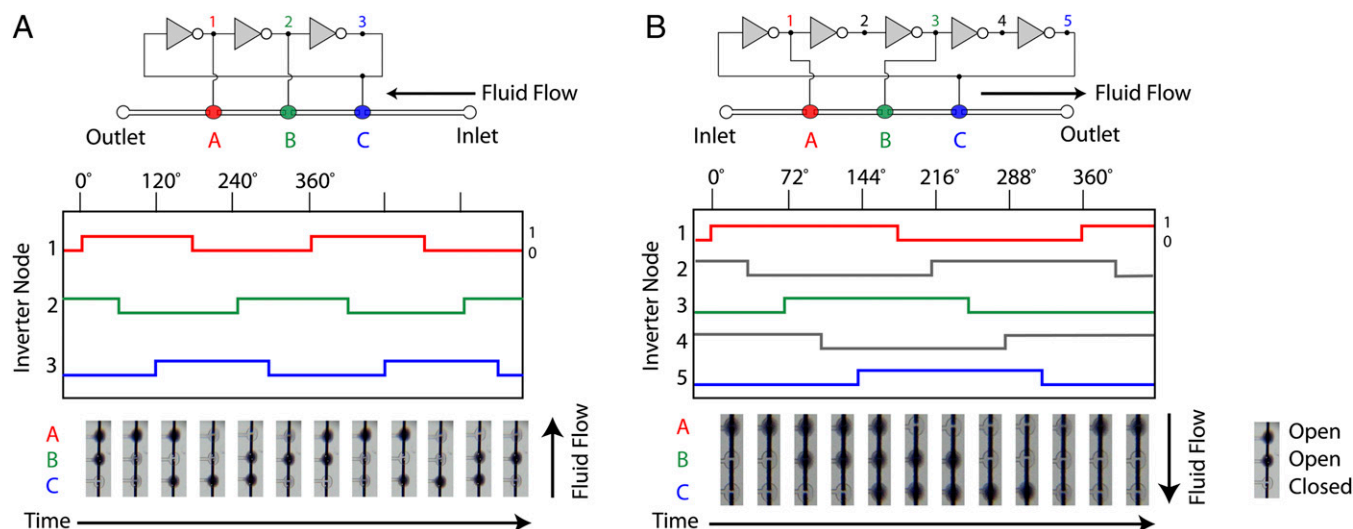 A
1 2 3
Fluid Flow
Outlet
Inlet
A B C
0° 120° 240° 360°
Inverter Node
1
2
3
1
0
A
B
C
Fluid Flow
Time
B
1 2 3 4 5
Fluid Flow
Inlet
Outlet
A B C
0° 72° 144° 216° 288° 360°
Inverter Node
1
2
3
4
5
1
0
A
B
C
Fluid Flow
Time
Open
Open
Closed